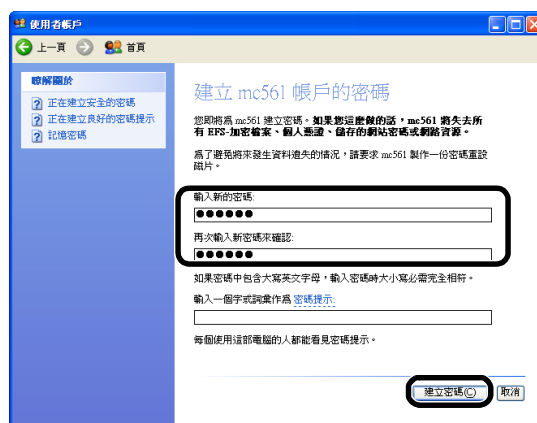 使用者帳戶
上一頁 首頁
瞭解關於
正在建立安全的密碼
正在建立良好的密碼提示
記憶密碼
建立 mc561 帳戶的密碼
您即將為 mc561 建立密碼。如果您這麼做的話，mc561 將失去所
有 EFS-加密檔案、個人憑證、儲存的網站密碼或網路資源。
為了避免將來發生資料遺失的情況，請要求 mc561 製作一份密碼重設
磁片。
輸入新的密碼:
●●●●●●
再次輸入新密碼來確認:
●●●●●●
如果密碼中包含大寫英文字母，輸入密碼時大小寫必需完全相符。
輸入一個字或詞彙作為 密碼提示:
每個使用這部電腦的人都能看見密碼提示。
建立密碼(C) 取消